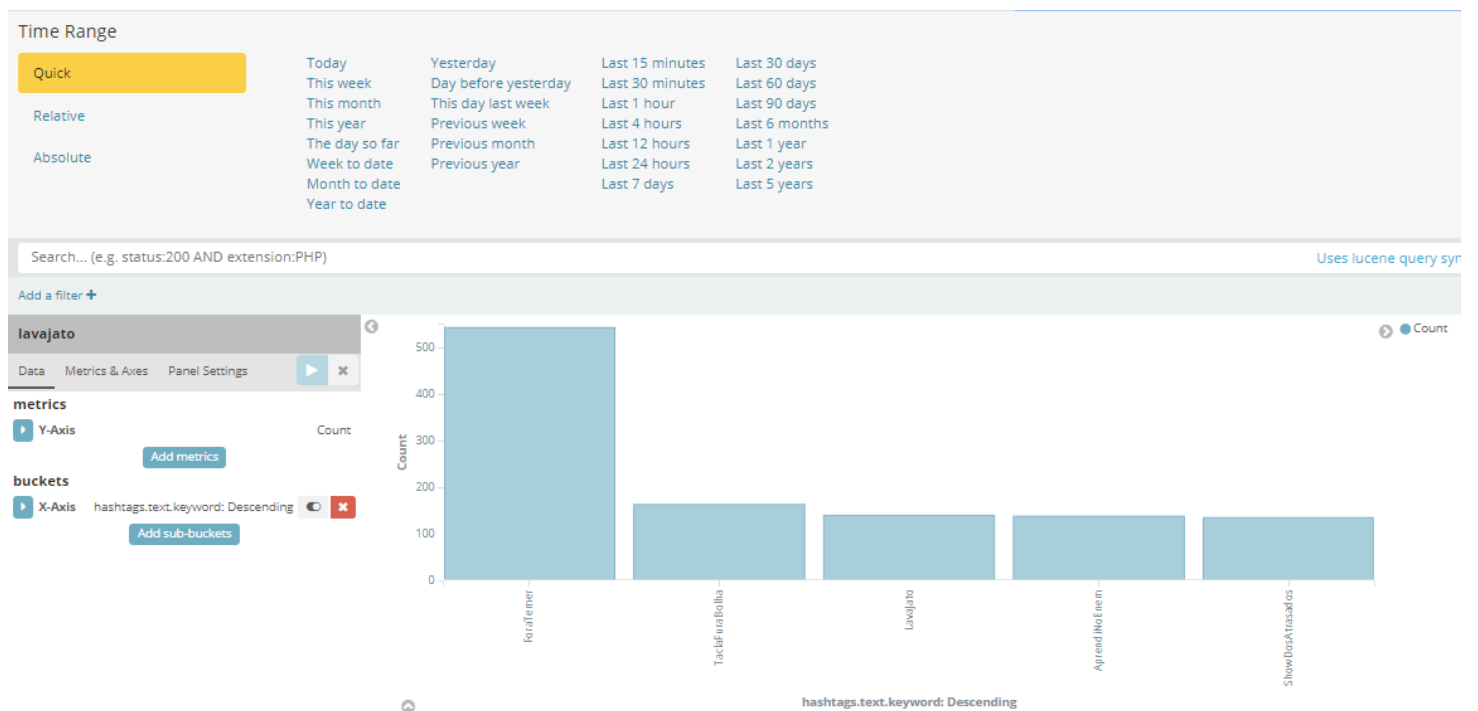 Time Range
Quick
Relative
Absolute
Today
This week
This month
This year
The day so far
Week to date
Month to date
Year to date
Yesterday
Day before yesterday
This day last week
Previous week
Previous month
Previous year
Last 15 minutes
Last 30 minutes
Last 1 hour
Last 4 hours
Last 12 hours
Last 24 hours
Last 7 days
Last 30 days
Last 60 days
Last 90 days
Last 6 months
Last 1 year
Last 2 years
Last 5 years
Search... (e.g. status:200 AND extension:PHP)
Uses lucene query syn
Add a filter +
lavajato
Data Metrics & Axes Panel Settings
metrics
Y-Axis Count
Add metrics
buckets
X-Axis hashtags.text.keyword: Descending
Add sub-buckets
Count
500
400
300
200
100
0
Count
ForaTemer
TaclaFuraBolha
Lavajato
AprendiNoEnem
ShowDosAtrasados
hashtags.text.keyword: Descending